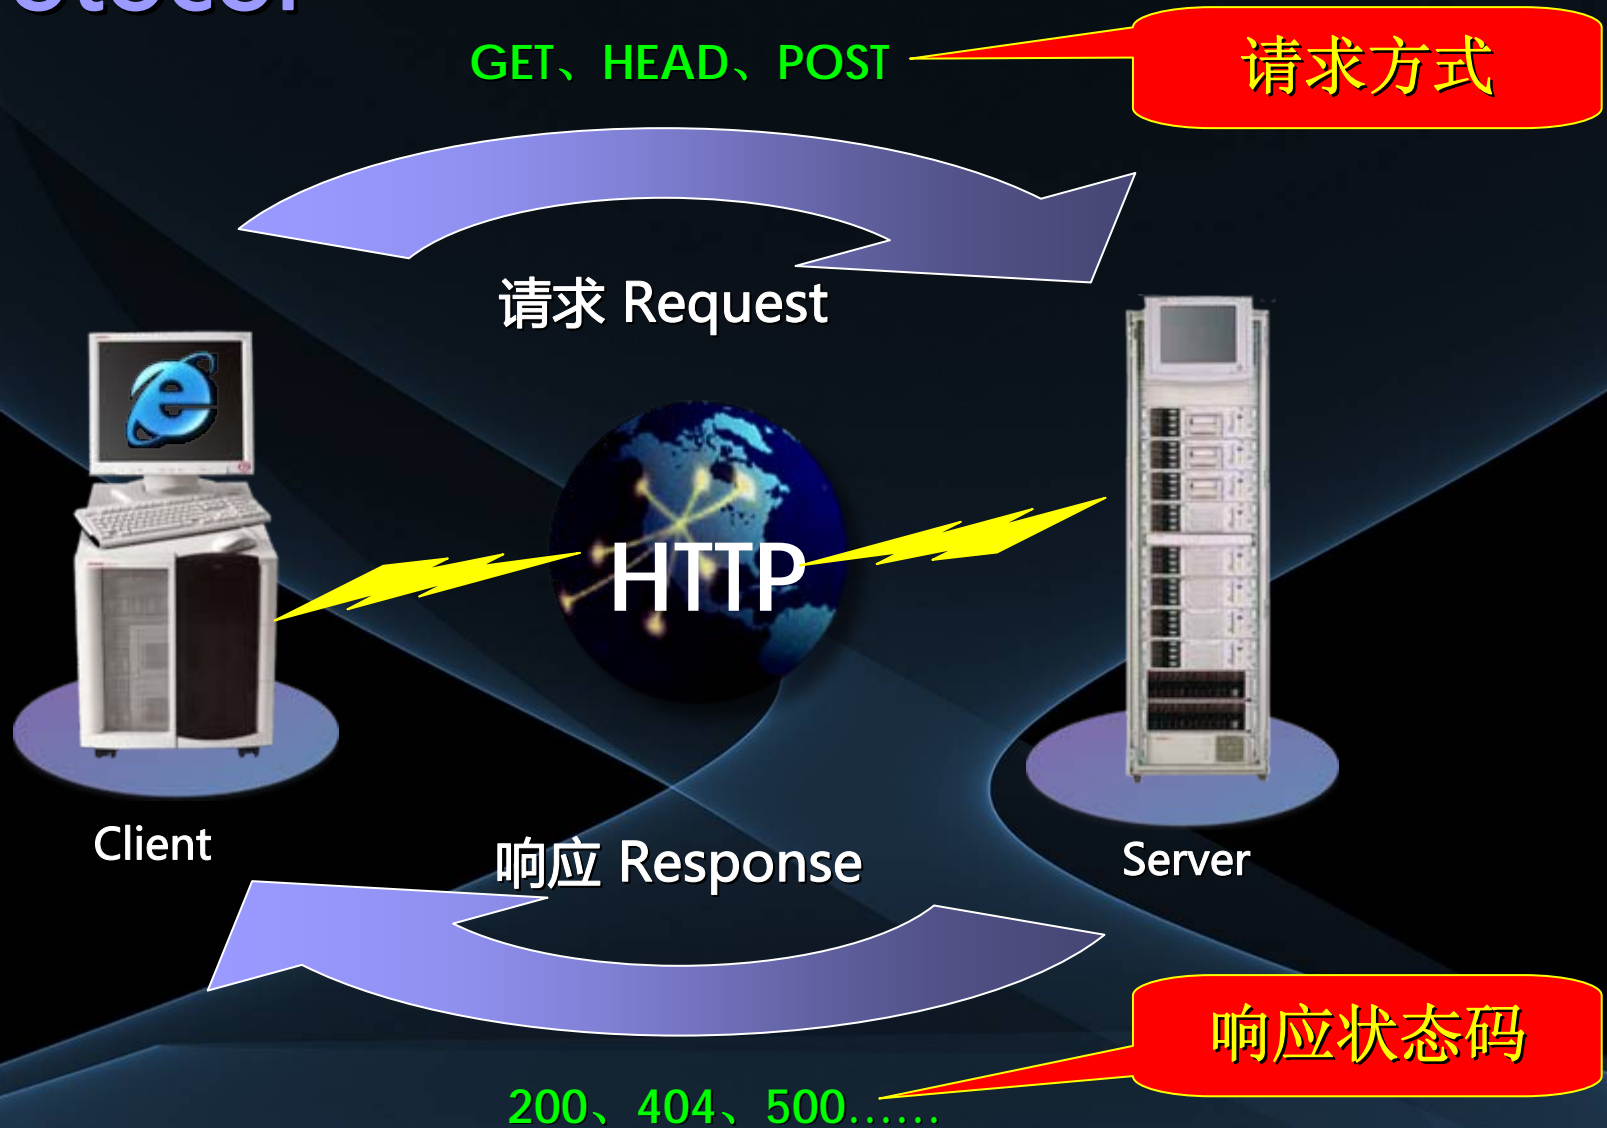 GET、HEAD、POST
请求方式
请求 Request
HTTP
Client
Server
响应 Response
响应状态码
200、404、500……